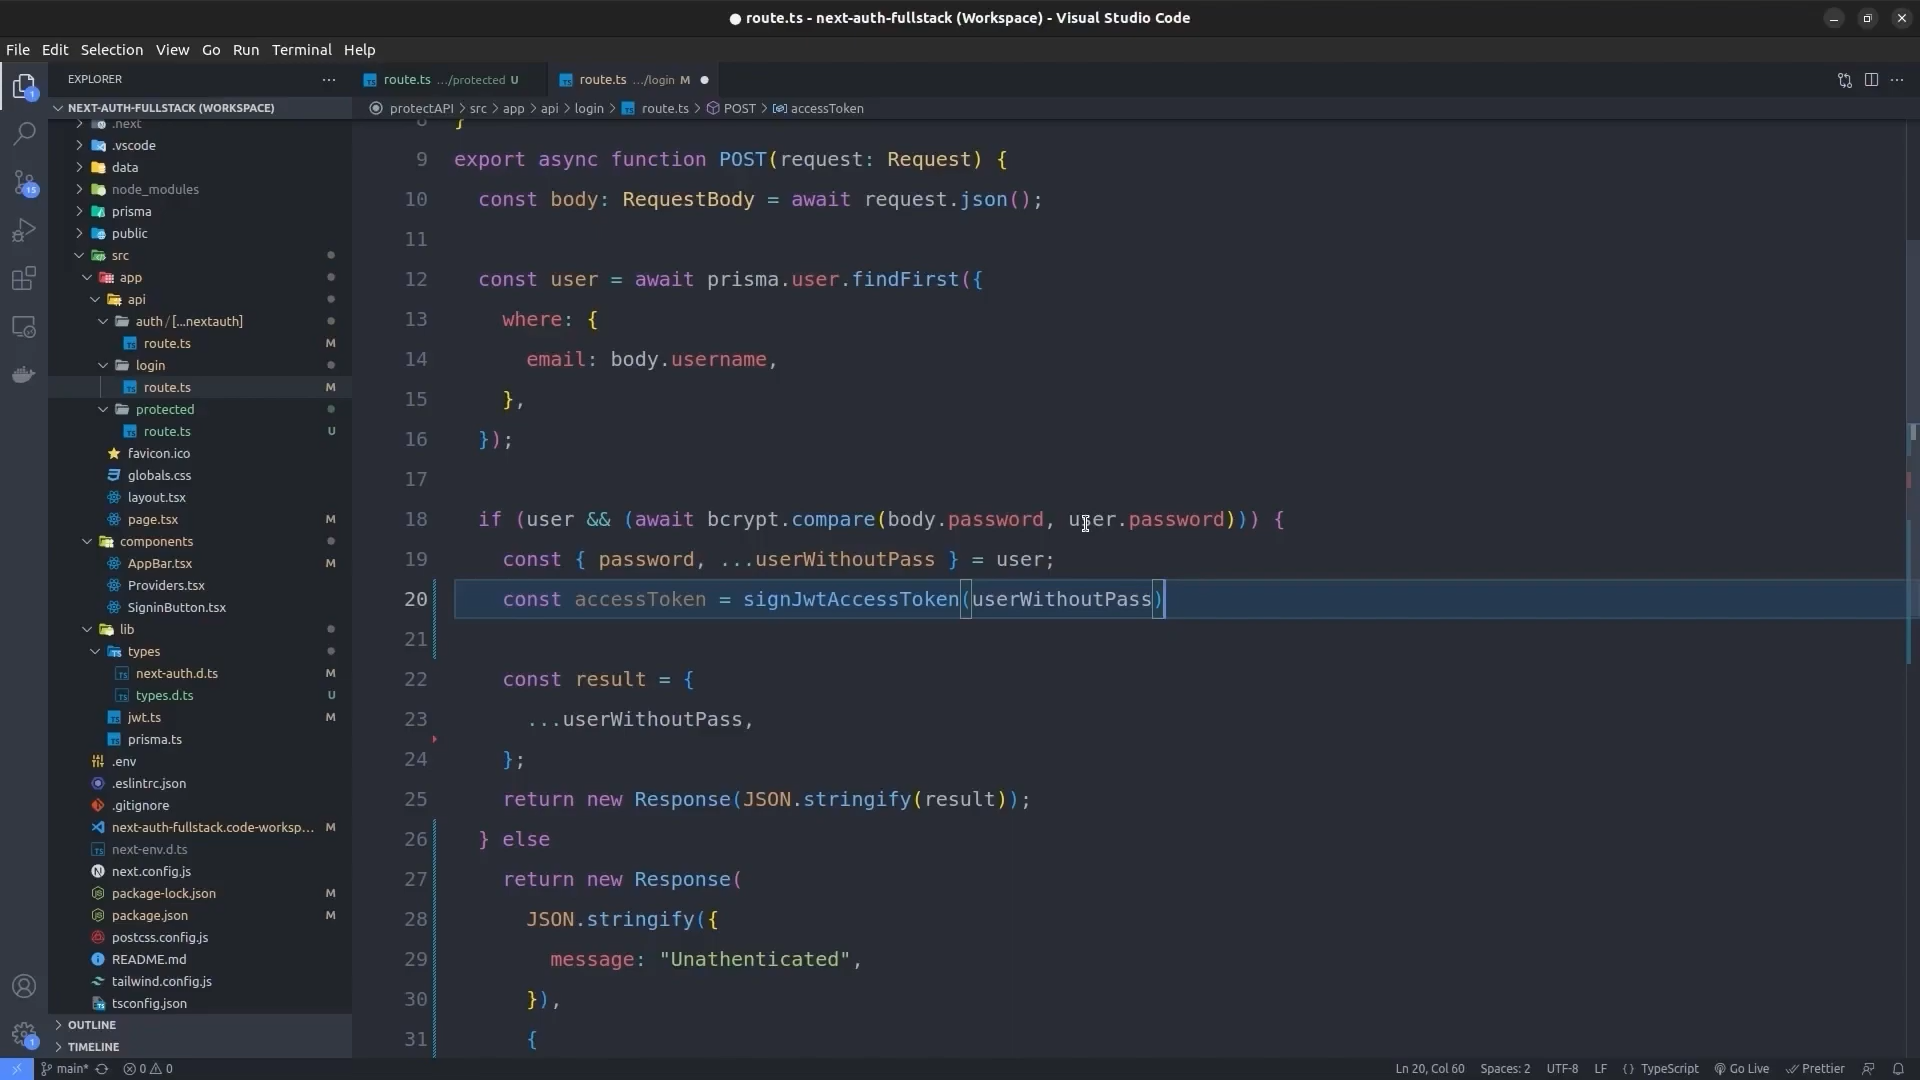 route.ts - next-auth-fullstack (Workspace) - Visual Studio Code
File Edit Selection View Go Run Terminal Help
EXPLORER
route.ts .../protected U
route.ts .../login M
NEXT-AUTH-FULLSTACK (WORKSPACE)
protectAPI > src > app > api > login > route.ts > POST > accessToken
.next
.vscode
data
node_modules
prisma
public
src
app
api
auth / [...nextauth]
route.ts M
login
route.ts M
protected
route.ts U
favicon.ico
globals.css
layout.tsx
page.tsx M
components
AppBar.tsx M
Providers.tsx
SigninButton.tsx
lib
types
next-auth.d.ts M
types.d.ts U
jwt.ts M
prisma.ts
.env
.eslintrc.json
.gitignore
next-auth-fullstack.code-worksp... M
next-env.d.ts
next.config.js
package-lock.json M
package.json M
postcss.config.js
README.md
tailwind.config.js
tsconfig.json
OUTLINE
TIMELINE
1
15
1
8 }
9 export async function POST(request: Request) {
10 const body: RequestBody = await request.json();
11
12 const user = await prisma.user.findFirst({
13 where: {
14 email: body.username,
15 },
16 });
17
18 if (user && (await bcrypt.compare(body.password, user.password))) {
19 const { password, ...userWithoutPass } = user;
20 const accessToken = signJwtAccessToken(userWithoutPass)
21
22 const result = {
23 ...userWithoutPass,
24 };
25 return new Response(JSON.stringify(result));
26 } else
27 return new Response(
28 JSON.stringify({
29 message: "Unathenticated",
30 }),
31 {
main* 0 0 Ln 20, Col 60 Spaces: 2 UTF-8 LF {} TypeScript Go Live Prettier